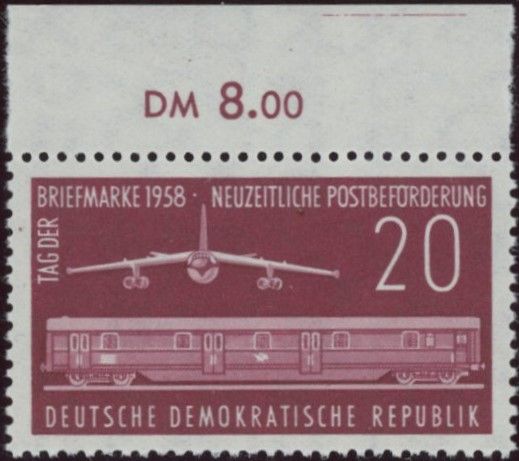 DM 8.00
TAG DER
BRIEFMARKE 1958 · NEUZEITLICHE POSTBEFÖRDERUNG
20
DEUTSCHE DEMOKRATISCHE REPUBLIK